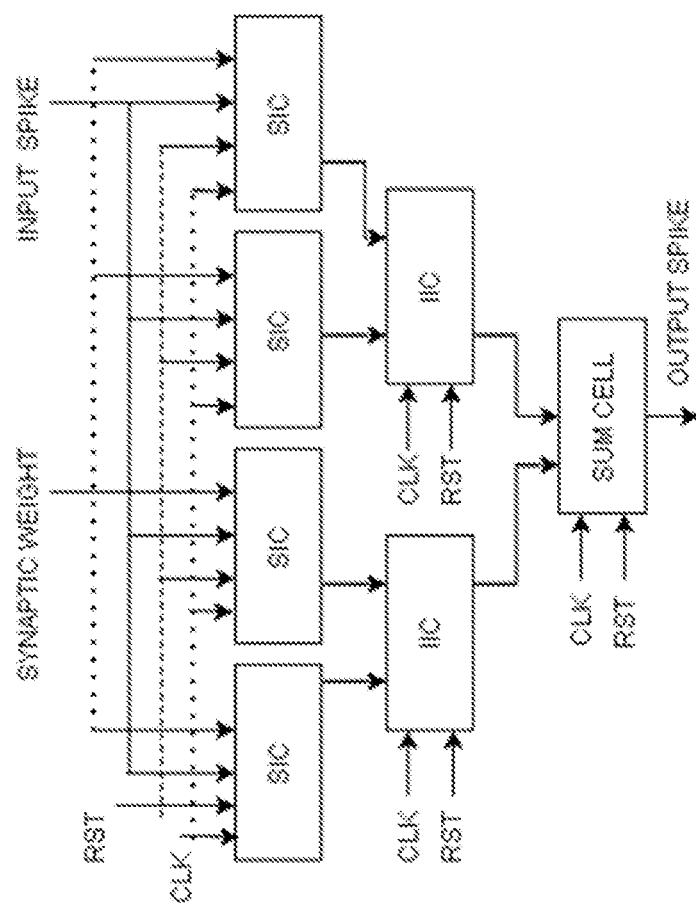 INPUT SPIKE
SYNAPTIC WEIGHT
RST
CLK
SIC
SIC
SIC
SIC
IIC
IIC
CLK
RST
CLK
RST
SUM CELL
CLK
RST
OUTPUT SPIKE